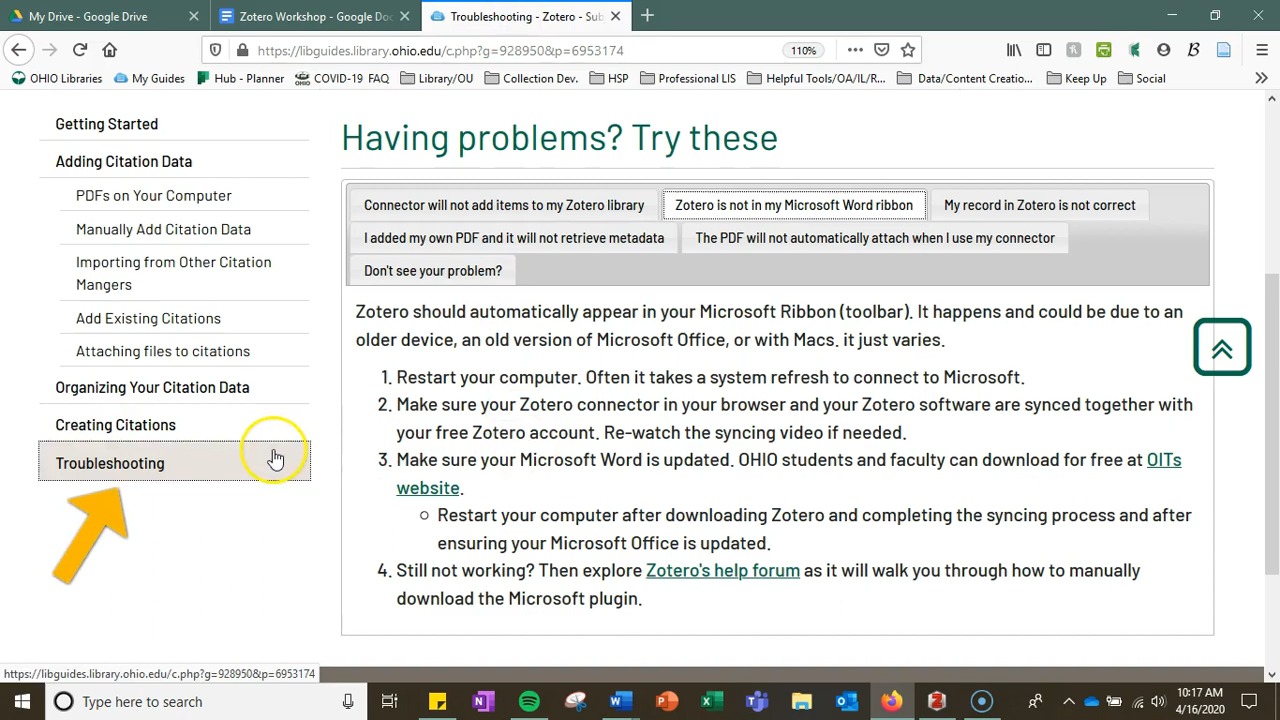 My Drive - Google Drive
Zotero Workshop - Google Doc
Troubleshooting - Zotero - Sub
https://libguides.library.ohio.edu/c.php?g=928950&p=6953174
110%
OHIO Libraries
My Guides
Hub - Planner
COVID-19 FAQ
Library/OU
Collection Dev.
HSP
Professional LIS
Helpful Tools/OA/IL/R...
Data/Content Creatio...
Keep Up
Social
Getting Started
Adding Citation Data
PDFs on Your Computer
Manually Add Citation Data
Importing from Other Citation
Mangers
Add Existing Citations
Attaching files to citations
Organizing Your Citation Data
Creating Citations
Troubleshooting
Having problems? Try these
Connector will not add items to my Zotero library
Zotero is not in my Microsoft Word ribbon
My record in Zotero is not correct
I added my own PDF and it will not retrieve metadata
The PDF will not automatically attach when I use my connector
Don't see your problem?
Zotero should automatically appear in your Microsoft Ribbon (toolbar). It happens and could be due to an
older device, an old version of Microsoft Office, or with Macs. it just varies.
1. Restart your computer. Often it takes a system refresh to connect to Microsoft.
2. Make sure your Zotero connector in your browser and your Zotero software are synced together with
your free Zotero account. Re-watch the syncing video if needed.
3. Make sure your Microsoft Word is updated. OHIO students and faculty can download for free at OITs
website.
Restart your computer after downloading Zotero and completing the syncing process and after
ensuring your Microsoft Office is updated.
4. Still not working? Then explore Zotero's help forum as it will walk you through how to manually
download the Microsoft plugin.
https://libguides.library.ohio.edu/c.php?g=928950&p=6953174
Type here to search
10:17 AM
4/16/2020